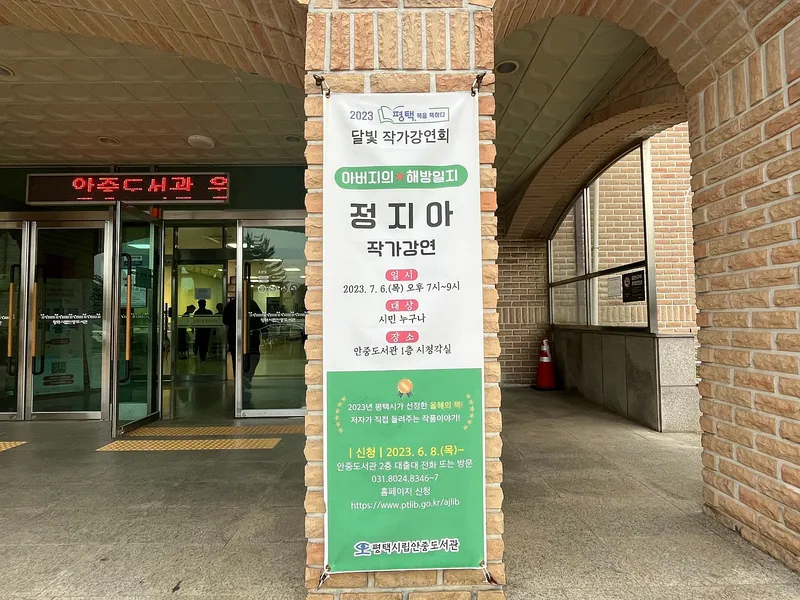 2023 평택 책을 택하다
달빛 작가강연회
아버지의 해방일지
정지아
작가강연
일시
2023. 7. 6.(목) 오후 7시~9시
대상
시민 누구나
장소
안중도서관 1층 시청각실
2023년 평택시가 선정한 올해의 책!
저자가 직접 들려주는 작품이야기!
| 신청 | 2023. 6. 8.(목)~
안중도서관 2층 대출대 전화 또는 방문
031.8024.8346~7
홈페이지 신청
https://www.ptlib.go.kr/ajlib
평택시립안중도서관
아중도서관 우